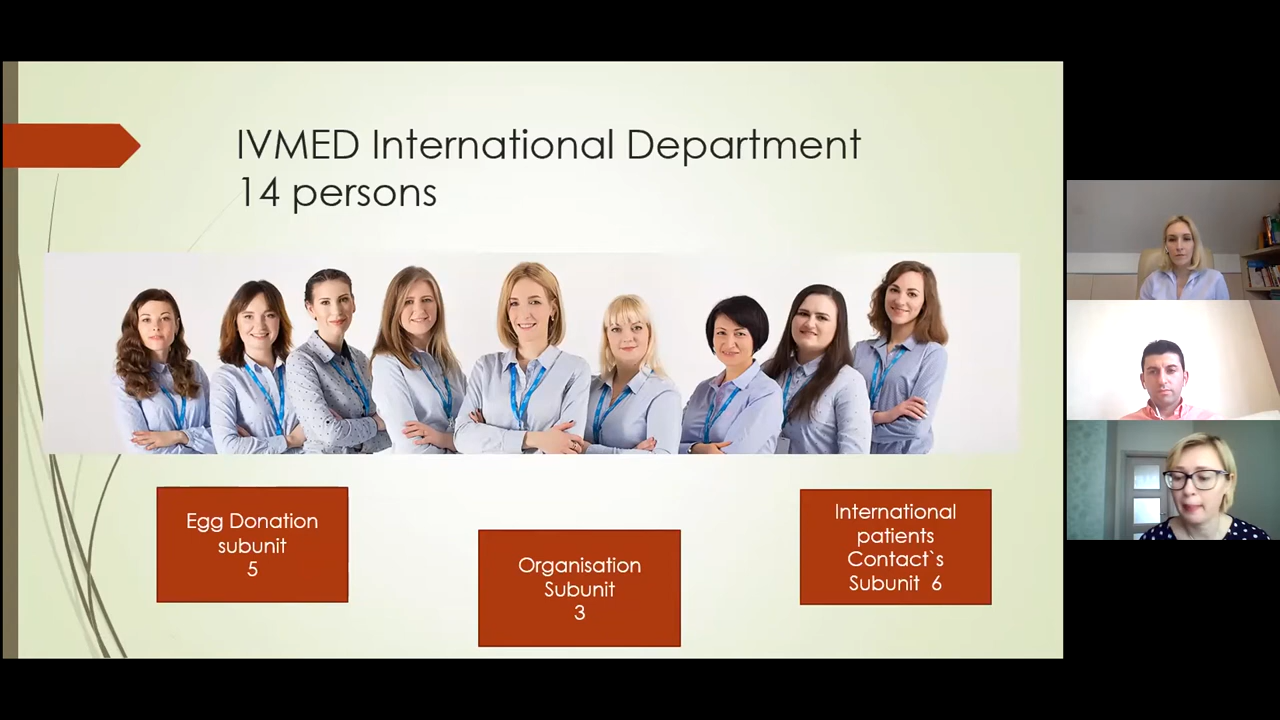 IVMED International Department
14 persons
Egg Donation
subunit
5
Organisation
Subunit
3
International
patients
Contact`s
Subunit 6